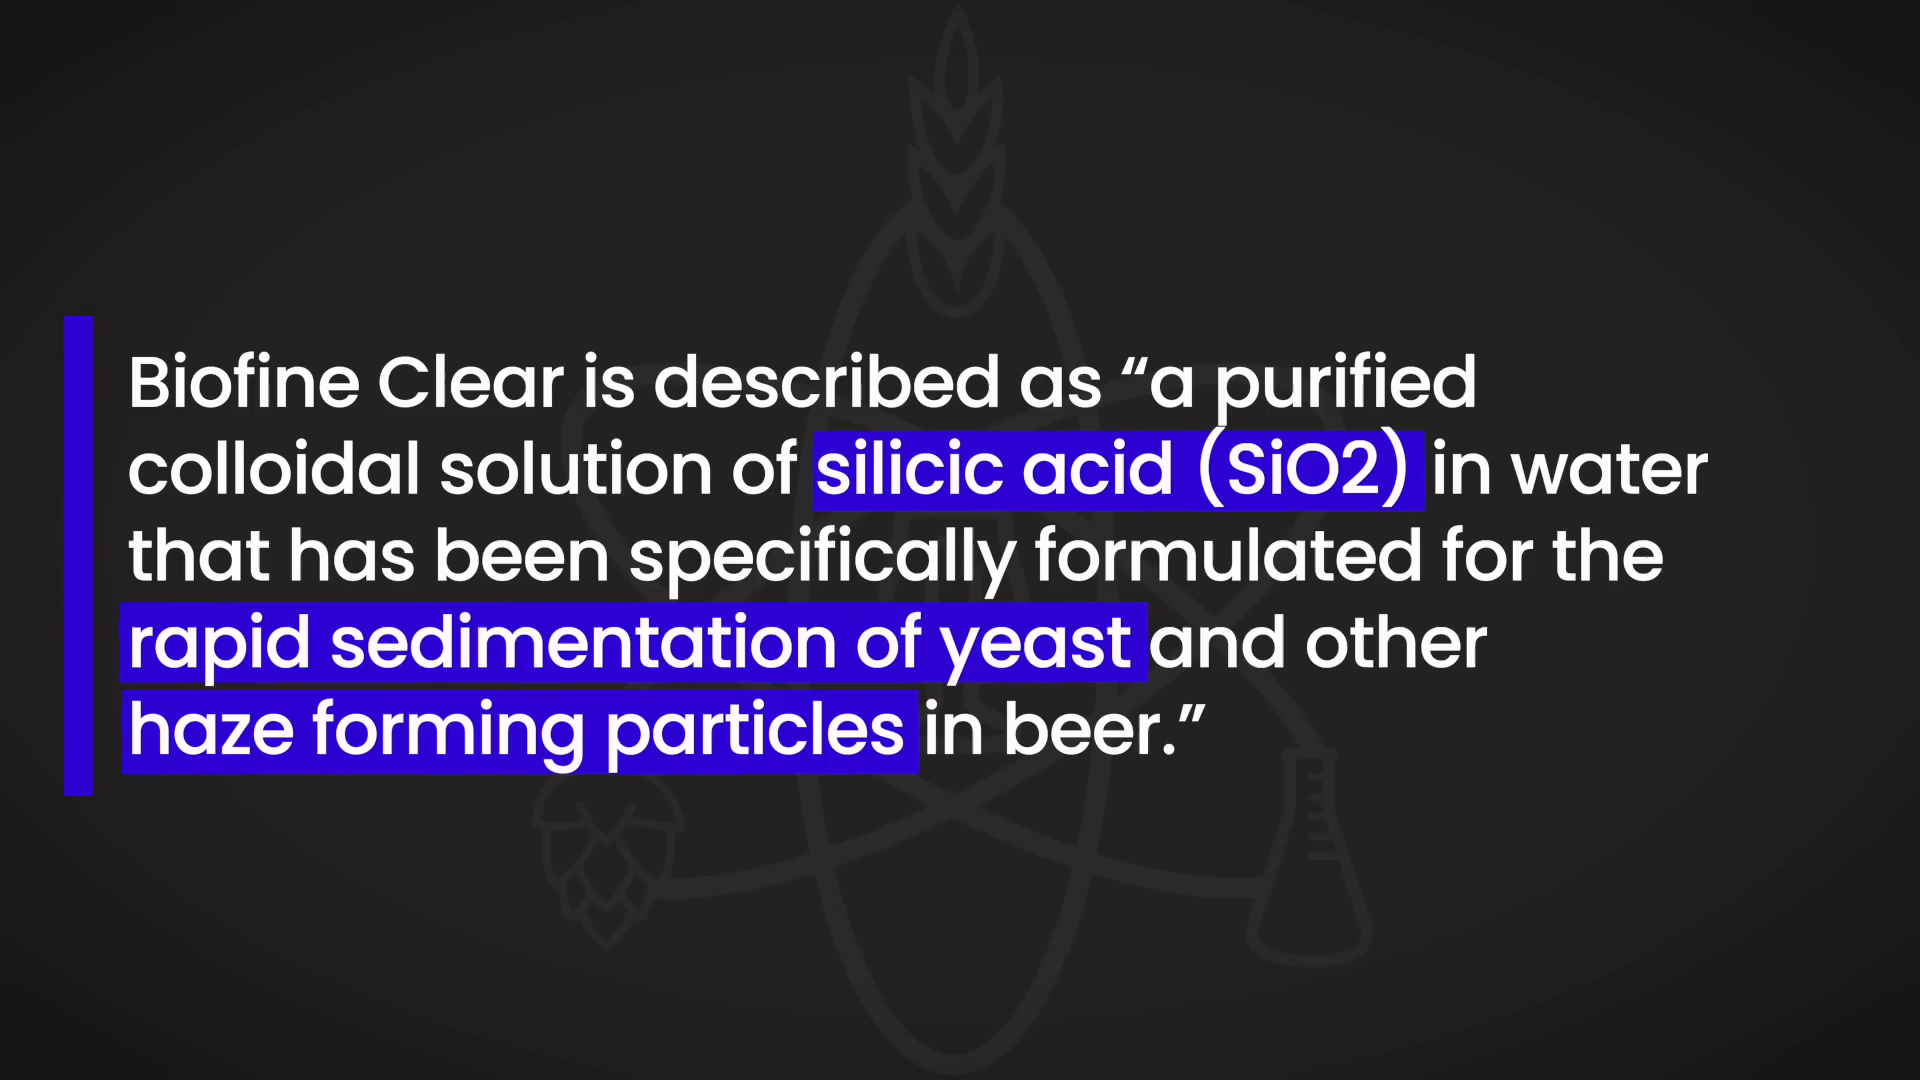 Biofine Clear is described as “a purified
colloidal solution of silicic acid (SiO2) in water
that has been specifically formulated for the
rapid sedimentation of yeast and other
haze forming particles in beer.”